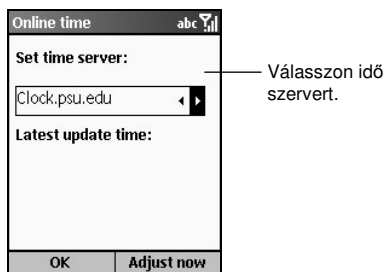 Online time abc
Set time server:
Clock.psu.edu
Latest update time:
OK Adjust now
Válasszon idő
szervert.